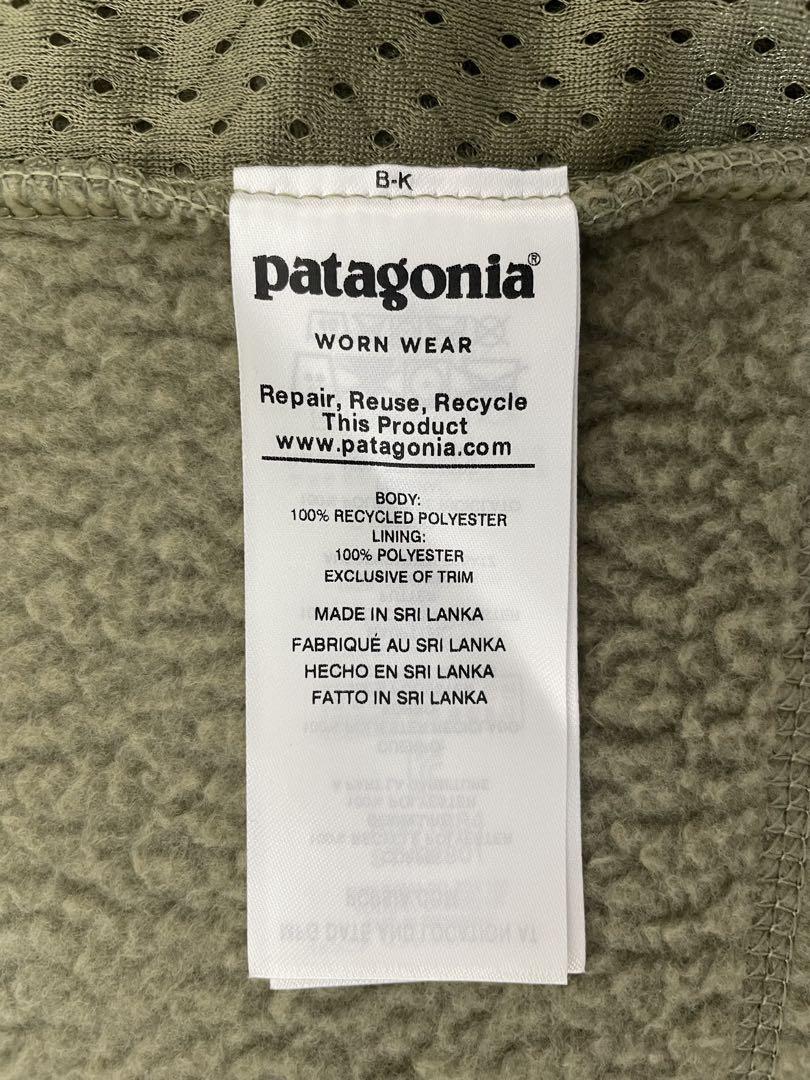 B-K
patagonia®
WORN WEAR
Repair, Reuse, Recycle
This Product
www.patagonia.com
BODY:
100% RECYCLED POLYESTER
LINING:
100% POLYESTER
EXCLUSIVE OF TRIM
MADE IN SRI LANKA
FABRIQUÉ AU SRI LANKA
HECHO EN SRI LANKA
FATTO IN SRI LANKA